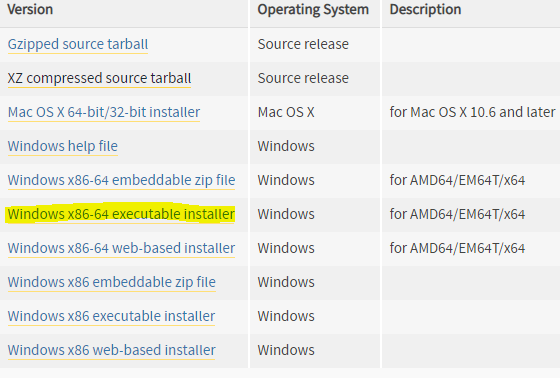 Version Operating System Description
Gzipped source tarball Source release
XZ compressed source tarball Source release
Mac OS X 64-bit/32-bit installer Mac OS X for Mac OS X 10.6 and later
Windows help file Windows
Windows x86-64 embeddable zip file Windows for AMD64/EM64T/x64
Windows x86-64 executable installer Windows for AMD64/EM64T/x64
Windows x86-64 web-based installer Windows for AMD64/EM64T/x64
Windows x86 embeddable zip file Windows
Windows x86 executable installer Windows
Windows x86 web-based installer Windows